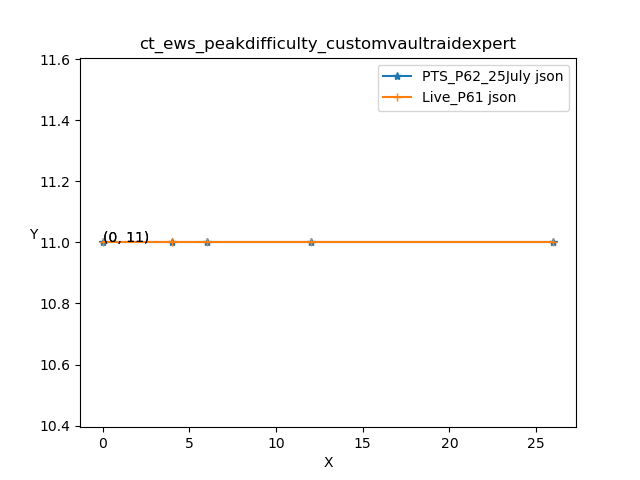 ct_ews_peakdifficulty_customvaultraidexpert
11.6
PTS_P62_25July json
Live_P61 json
11.4
11.2
Y
11.0
(0, 11)
10.8
10.6
10.4
0 5 10 15 20 25
X